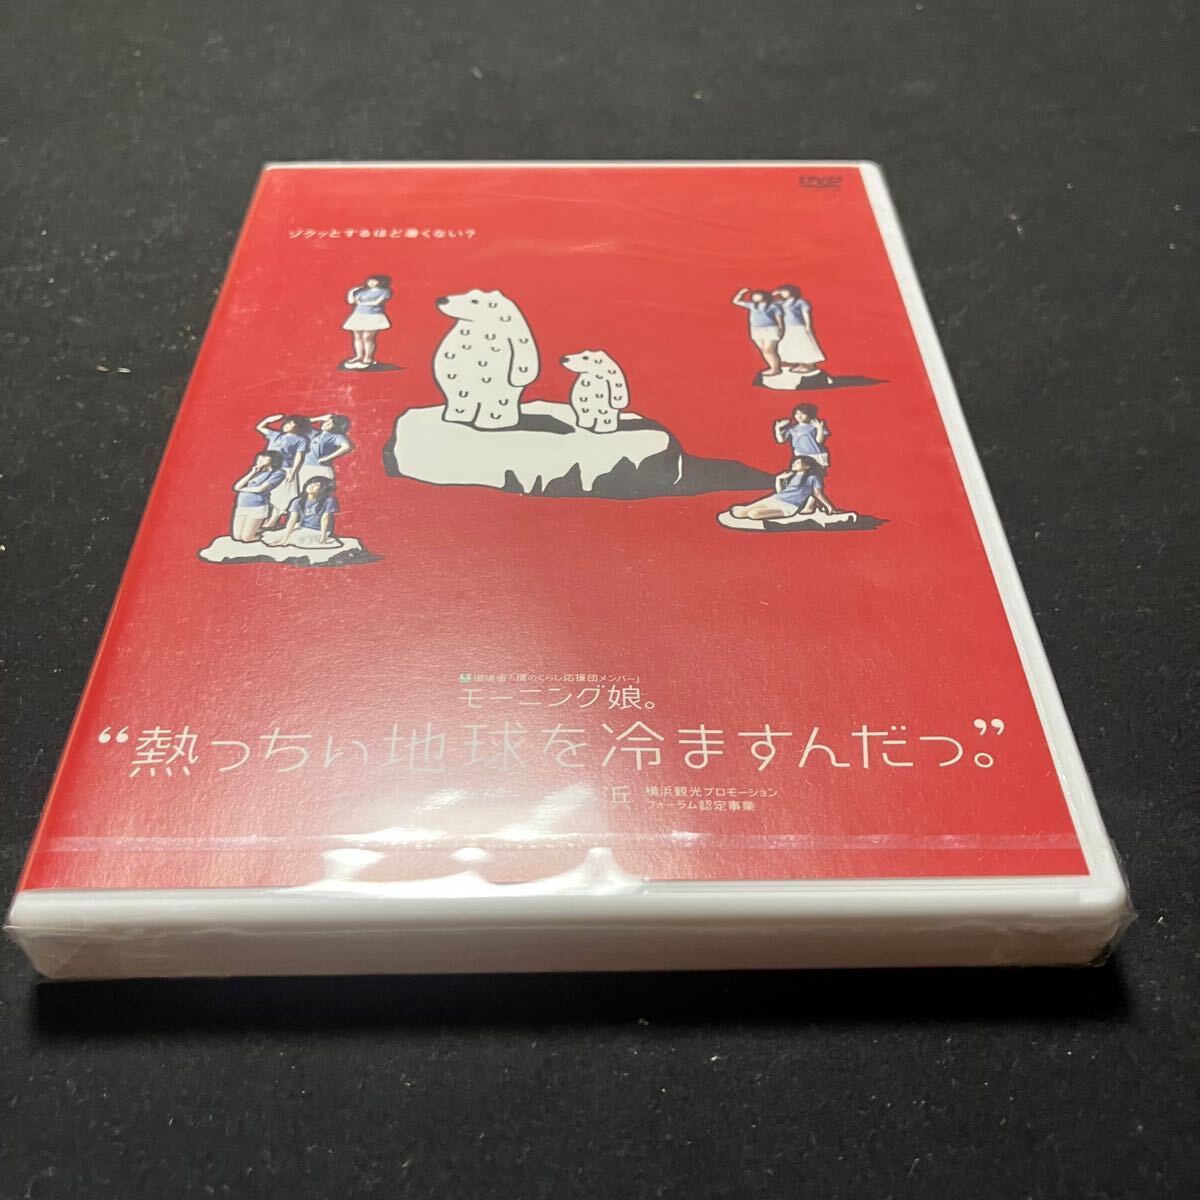 DVD
ゾクッとするほど暑くない？
環境省「環のくらし応援団メンバー」
モーニング娘。
“熱っちぃ地球を冷ますんだっ。”
丘 横浜観光プロモーション
フォーラム認定事業